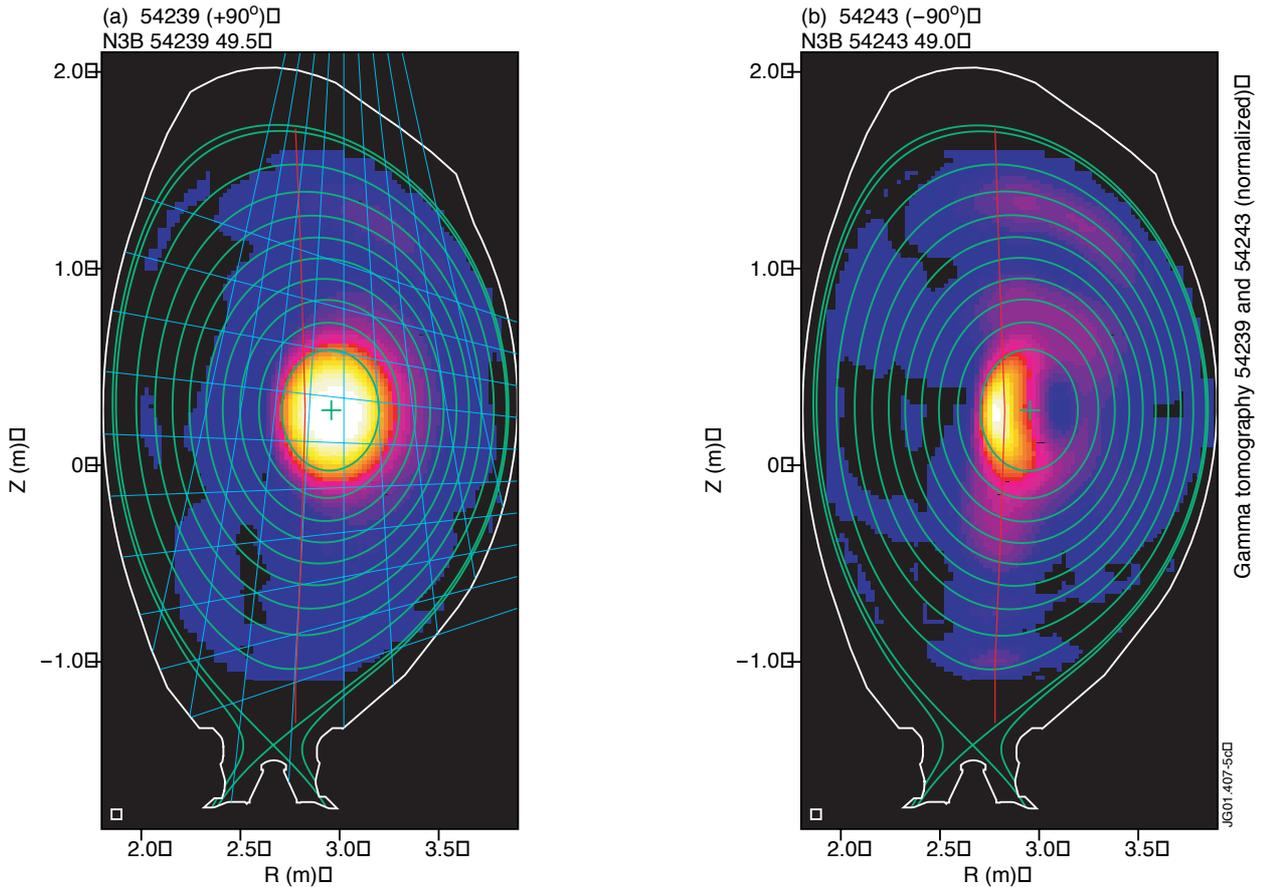 (a) 54239 (+90o)
N3B 54239 49.5
2.0
1.0
0
−1.0
Z (m)
2.0 2.5 3.0 3.5
R (m)
(b) 54243 (−90o)
N3B 54243 49.0
2.0
1.0
0
−1.0
Z (m)
2.0 2.5 3.0 3.5
R (m)
Gamma tomography 54239 and 54243 (normalized)
JG01.407-5c